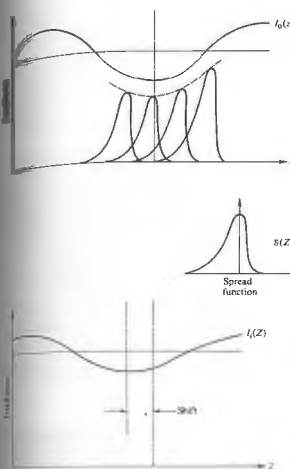 I₀(z
S(Z
Spread
function
Iᵢ(Z)
Shift
Z